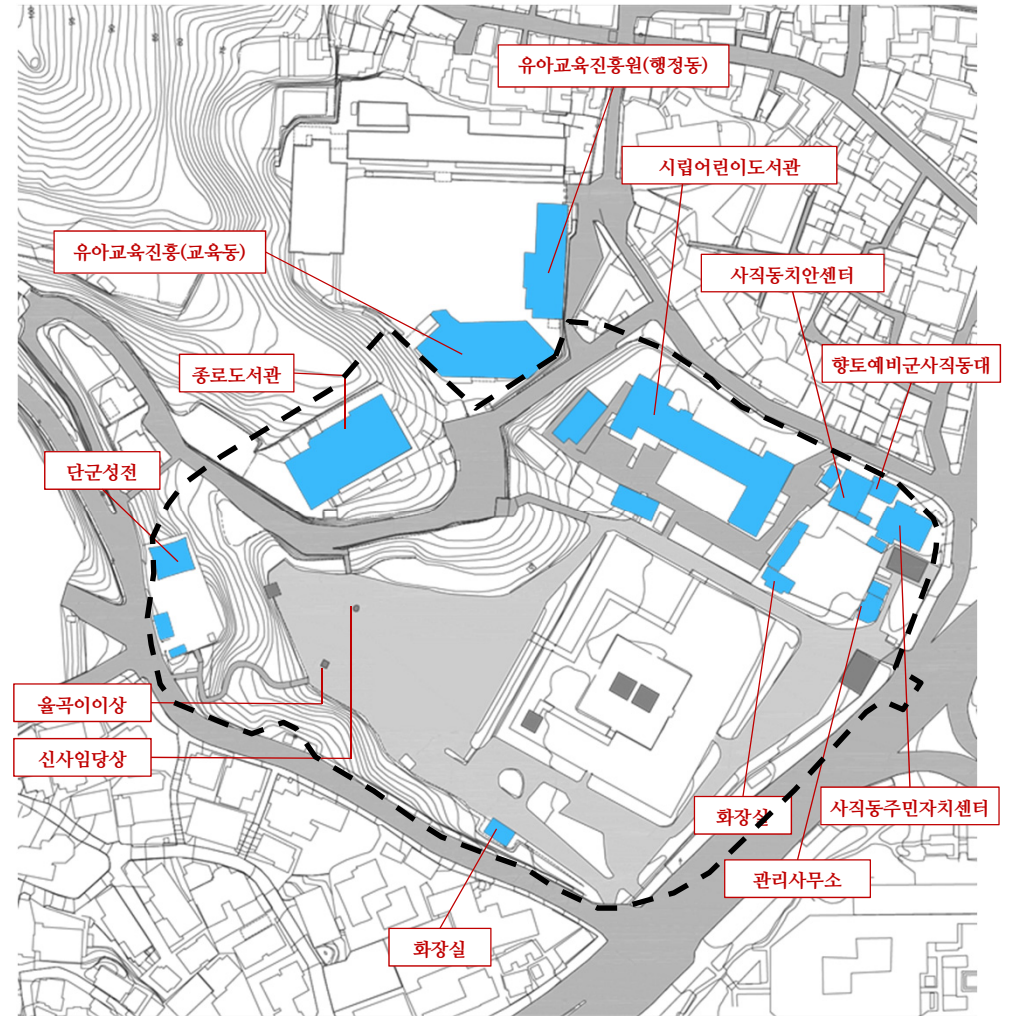 유아교육진흥원(행정동)
시립어린이도서관
유아교육진흥(교육동)
사직동치안센터
향토예비군사직동대
종로도서관
단군성전
율곡이이상
신사임당상
화장실
사직동주민자치센터
관리사무소
화장실